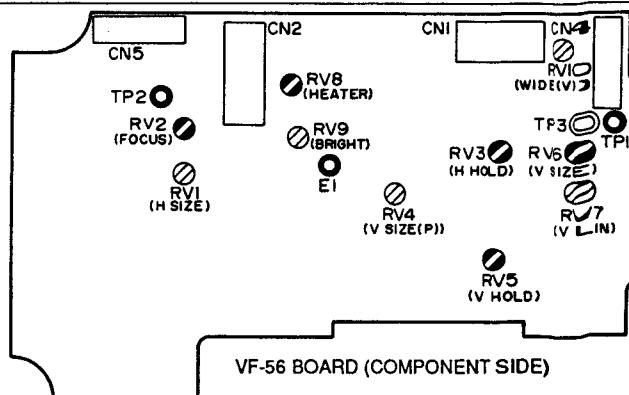 CN5
CN2
CN1
CN4
RV10
(WIDE(V))
RV8
(HEATER)
TP2
RV2
(FOCUS)
RV9
(BRIGHT)
TP3
TP1
RV3
(H HOLD)
RV6
(V SIZE)
E1
RV1
(H SIZE)
RV4
(V SIZE(P))
RV7
(V LIN)
RV5
(V HOLD)
VF-56 BOARD (COMPONENT SIDE)